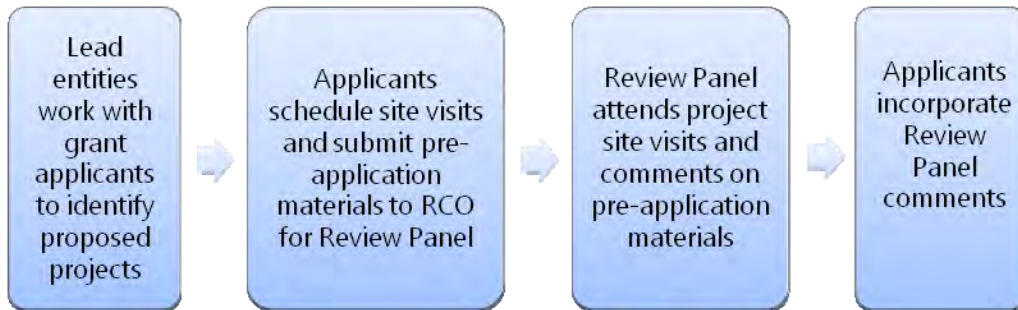 Lead
entities
work with
grant
applicants
to identify
proposed
projects
Applicants
schedule site visits
and submit pre-
application
materials to RCO
for Review Panel
Review Panel
attends project
site visits and
comments on
pre-application
materials
Applicants
incorporate
Review
Panel
comments